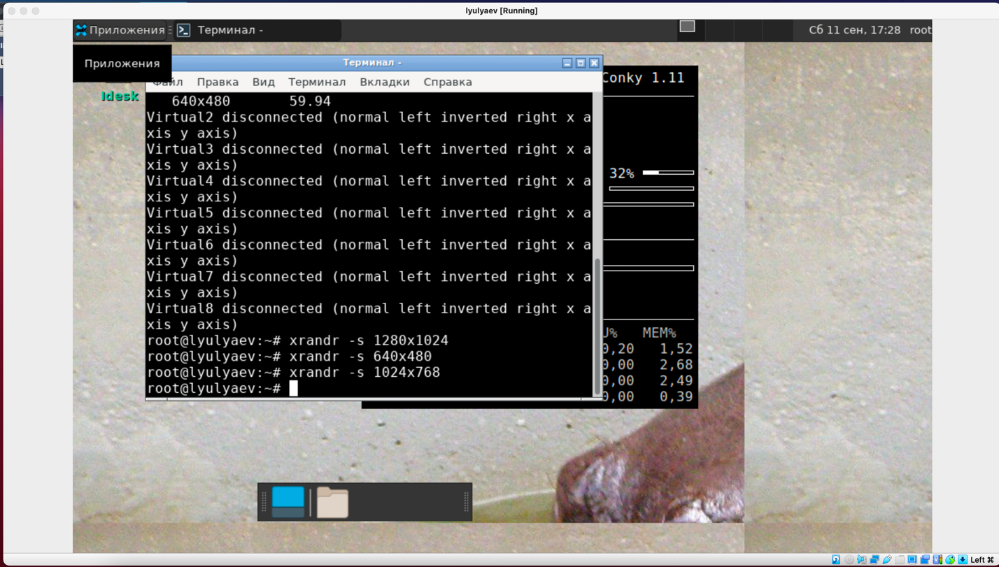 lyulyaev [Running]
Приложения
Терминал -
Сб 11 сен, 17:28 root
Приложения
Терминал -
Файл Правка Вид Терминал Вкладки Справка
Conky 1.11
Idesk
640x480 59.94
Virtual2 disconnected (normal left inverted right x a
xis y axis)
Virtual3 disconnected (normal left inverted right x a
xis y axis)
Virtual4 disconnected (normal left inverted right x a
xis y axis)
Virtual5 disconnected (normal left inverted right x a
xis y axis)
Virtual6 disconnected (normal left inverted right x a
xis y axis)
Virtual7 disconnected (normal left inverted right x a
xis y axis)
Virtual8 disconnected (normal left inverted right x a
xis y axis)
root@lyulyaev:~# xrandr -s 1280x1024
root@lyulyaev:~# xrandr -s 640x480
root@lyulyaev:~# xrandr -s 1024x768
root@lyulyaev:~#
32%
U% MEM%
0,20 1,52
0,00 2,68
0,00 2,49
0,00 0,39
Left ⌘